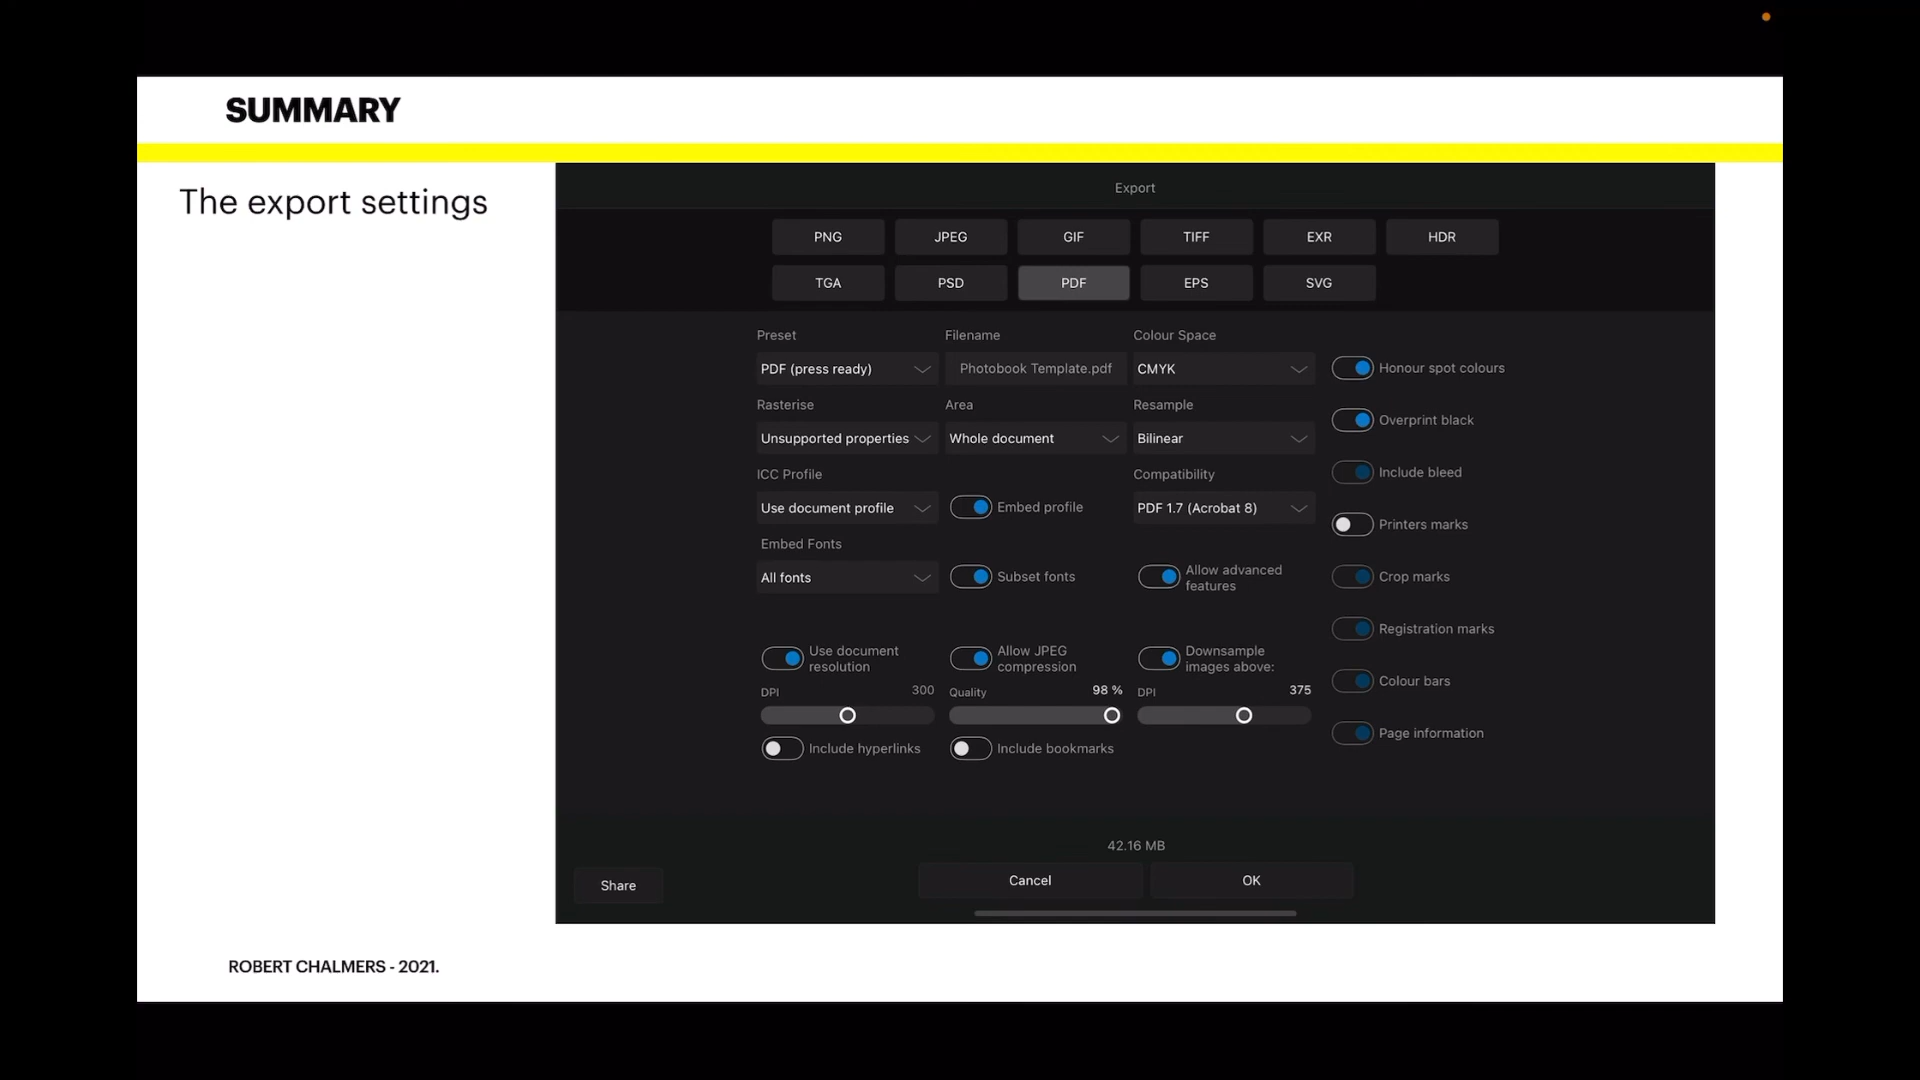 SUMMARY
The export settings
Export
PNG JPEG GIF TIFF EXR HDR
TGA PSD PDF EPS SVG
Preset Filename Colour Space
PDF (press ready) Photobook Template.pdf CMYK Honour spot colours
Rasterise Area Resample
Overprint black
Unsupported properties Whole document Bilinear
ICC Profile Compatibility
Include bleed
Use document profile Embed profile PDF 1.7 (Acrobat 8)
Printers marks
Embed Fonts
All fonts Subset fonts Allow advanced
features
Crop marks
Registration marks
Use document Allow JPEG Downsample
resolution compression images above:
Colour bars
DPI 300 Quality 98 % DPI 375
Page information
Include hyperlinks Include bookmarks
42.16 MB
Share Cancel OK
ROBERT CHALMERS - 2021.